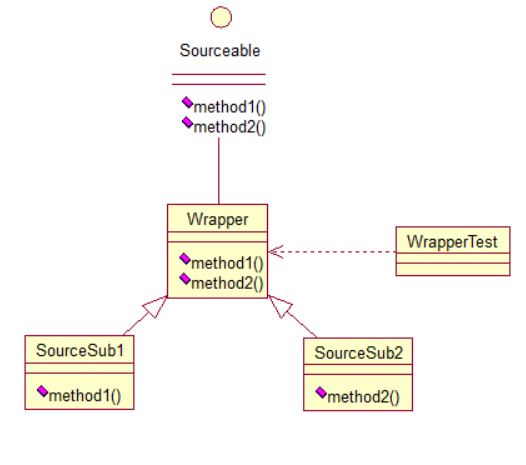 Sourceable
method1()
method2()
Wrapper
method1()
method2()
WrapperTest
SourceSub1
method1()
SourceSub2
method2()